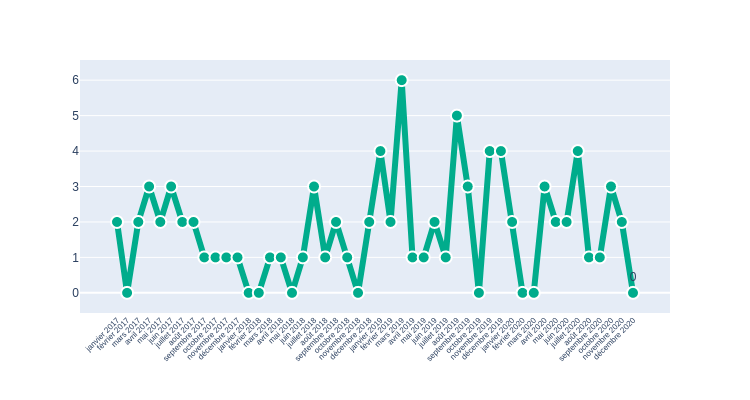 6
5
4
3
2
1
0
0
janvier 2017
février 2017
mars 2017
avril 2017
mai 2017
juin 2017
juillet 2017
août 2017
septembre 2017
octobre 2017
novembre 2017
décembre 2017
janvier 2018
février 2018
mars 2018
avril 2018
mai 2018
juin 2018
juillet 2018
août 2018
septembre 2018
octobre 2018
novembre 2018
décembre 2018
janvier 2019
février 2019
mars 2019
avril 2019
mai 2019
juin 2019
juillet 2019
août 2019
septembre 2019
octobre 2019
novembre 2019
décembre 2019
janvier 2020
février 2020
mars 2020
avril 2020
mai 2020
juin 2020
juillet 2020
août 2020
septembre 2020
octobre 2020
novembre 2020
décembre 2020